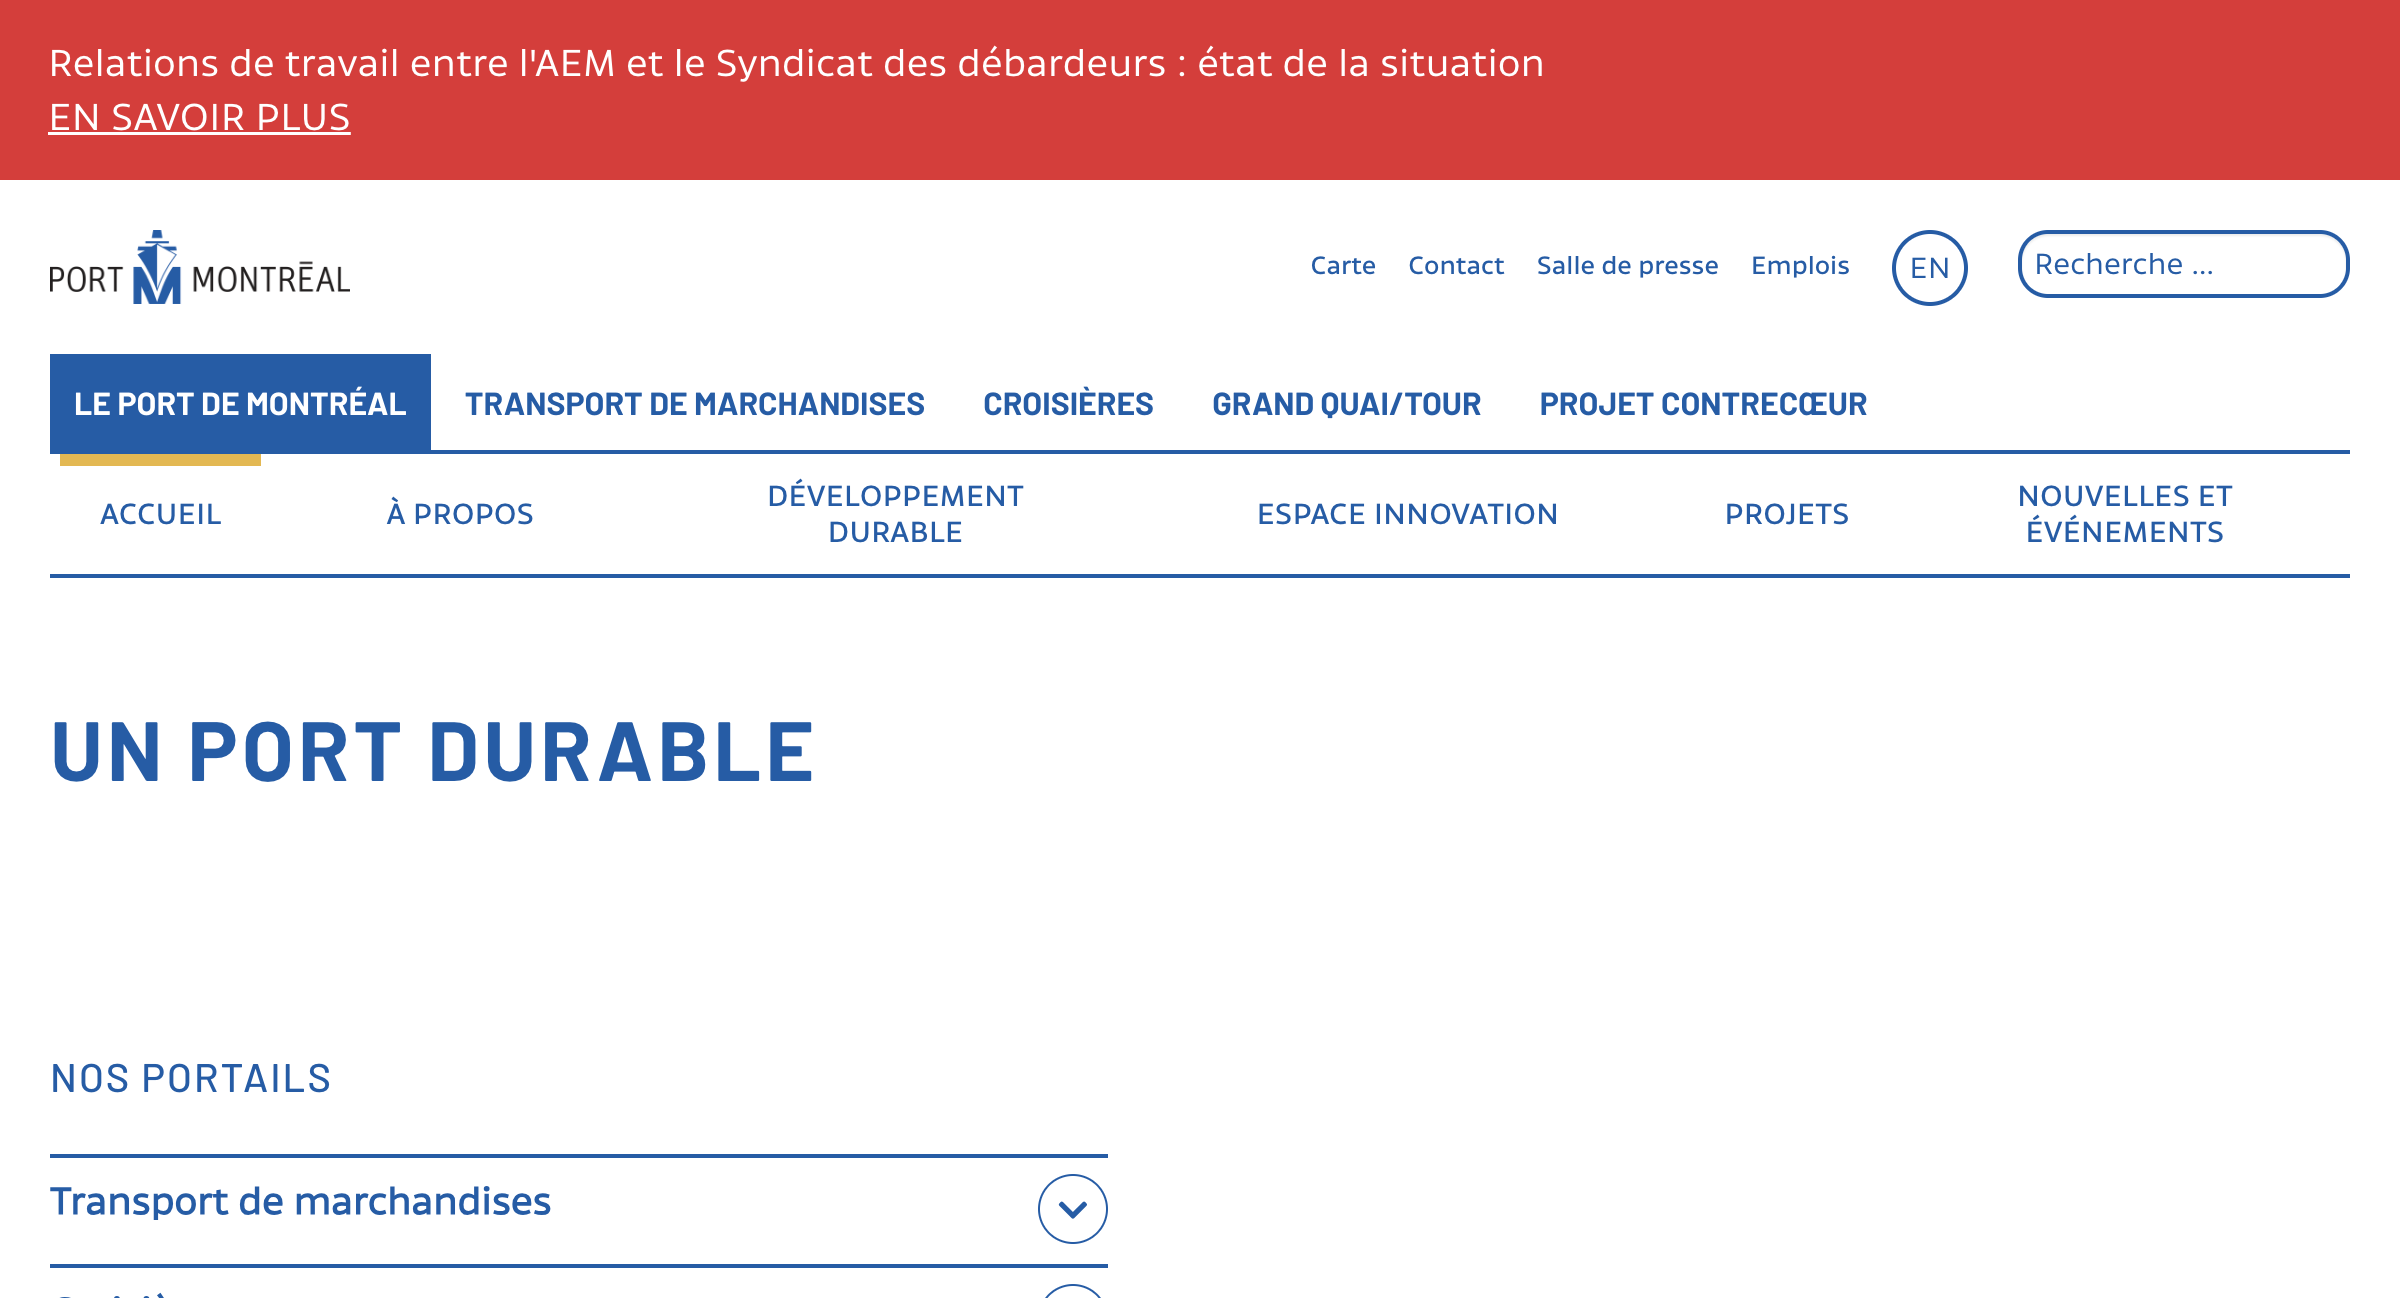 Relations de travail entre l'AEM et le Syndicat des débardeurs : état de la situation
EN SAVOIR PLUS
PORT MONTRĒAL
Carte Contact Salle de presse Emplois EN Recherche ...
LE PORT DE MONTRÉAL TRANSPORT DE MARCHANDISES CROISIÈRES GRAND QUAI/TOUR PROJET CONTRECŒUR
ACCUEIL À PROPOS DÉVELOPPEMENT DURABLE ESPACE INNOVATION PROJETS NOUVELLES ET ÉVÉNEMENTS
UN PORT DURABLE
NOS PORTAILS
Transport de marchandises